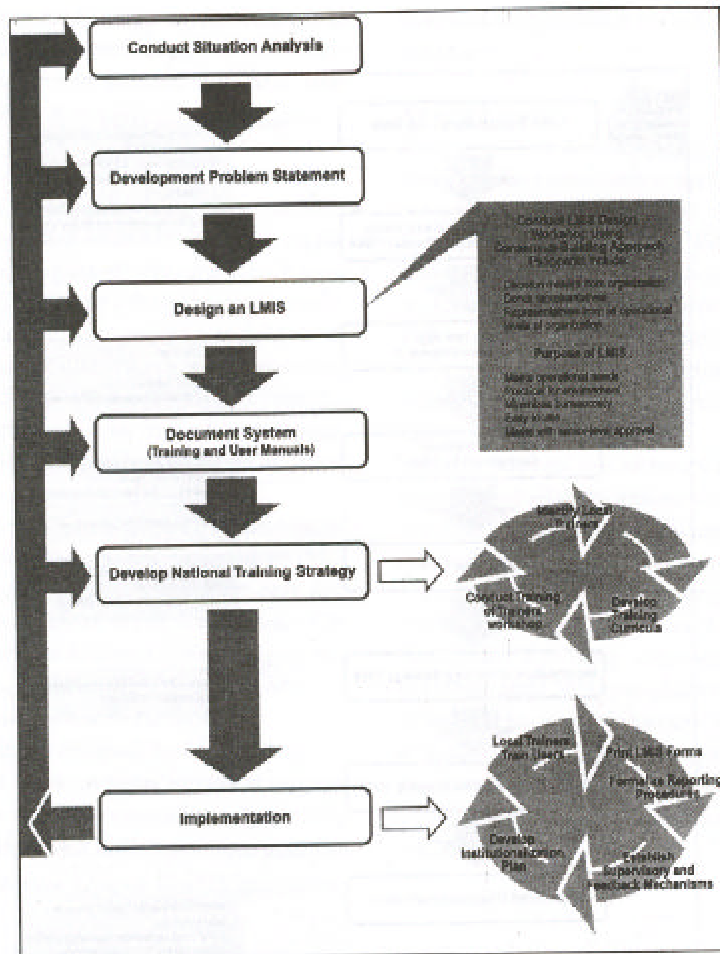 Conduct Situation Analysis
Development Problem Statement
Conduct LMIS Design
Workshop Using
Consensus Building Approach
Participants include:
Decision makers from organization
Donor representatives
Representatives from all operational
levels of organization
Purpose of LMIS
Meets operational needs
Practical for environment
Minimizes bureaucracy
Easy to use
Meets with senior-level approval
Design an LMIS
Document System
(Training and User Manuals)
Develop National Training Strategy
Identify Local
Trainers
Develop
Training
Curricula
Conduct Training
of Trainers
workshop
Implementation
Local Trainers
Train Users
Print LMIS Forms
Formalize Reporting
Procedures
Establish
Supervisory and
Feedback Mechanisms
Develop
Institutionalization
Plan